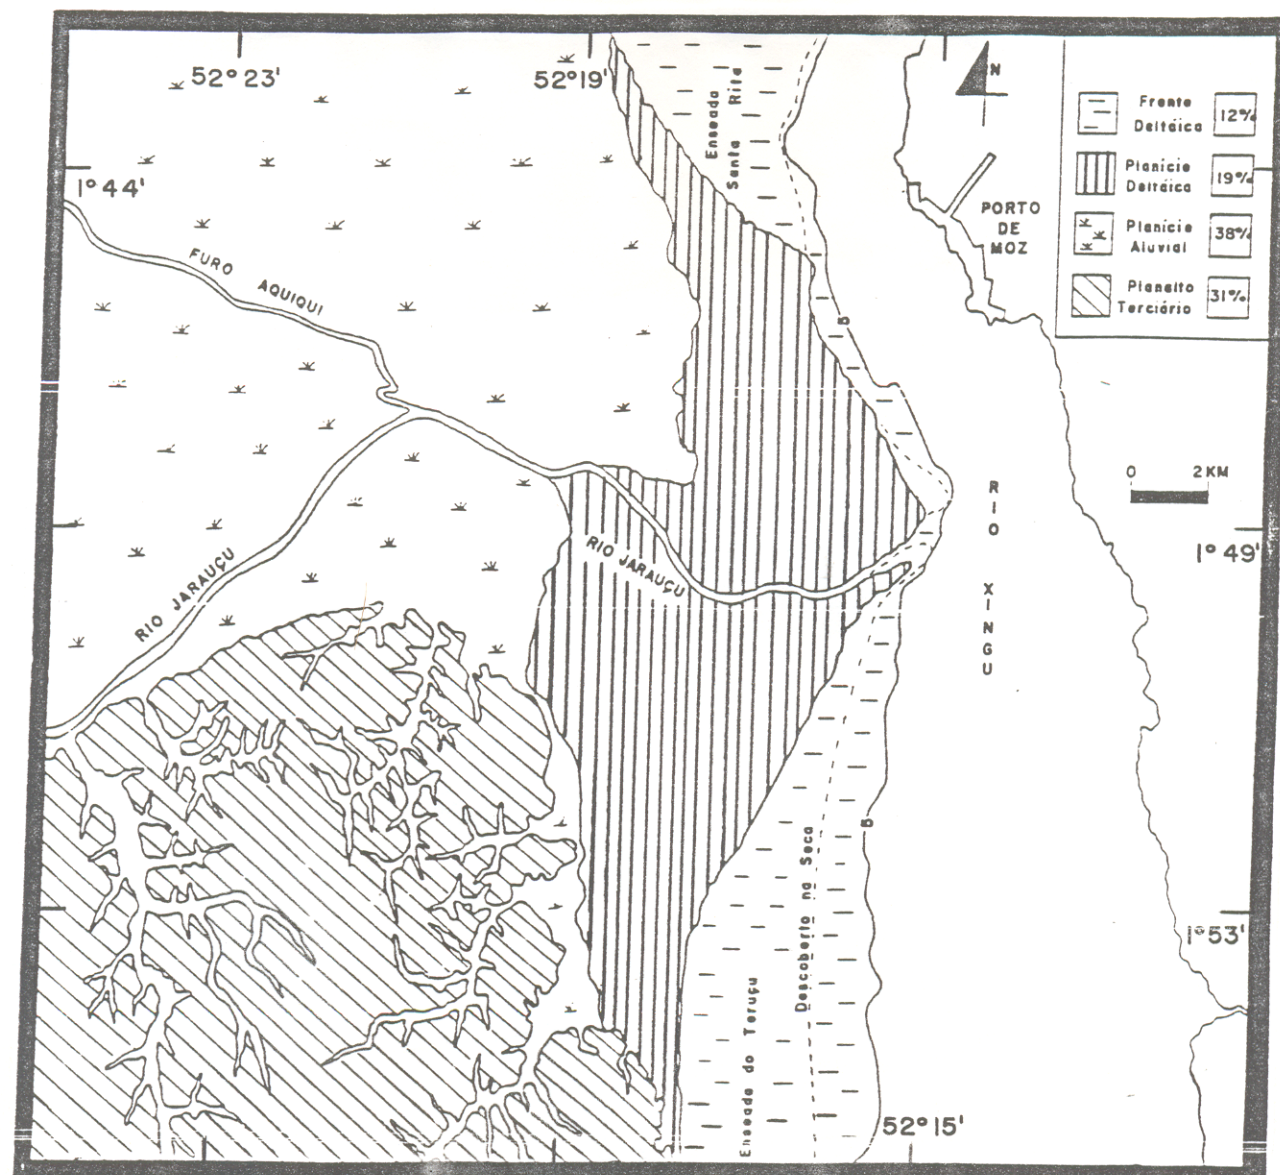 52°23'
52°19'
N
Enseada
Santa Rita
Frente
Deltáica
12%
Planície
Deltáica
19%
Planície
Aluvial
38%
Planalto
Terciário
31%
1°44'
PORTO
DE
MOZ
FURO AQUIQUI
5
0 2KM
RIO XINGU
1°49'
RIO JARAUÇU
RIO JARAUÇU
5
Descoberto na Seca
1°53'
Enseada do Teruçu
52°15'